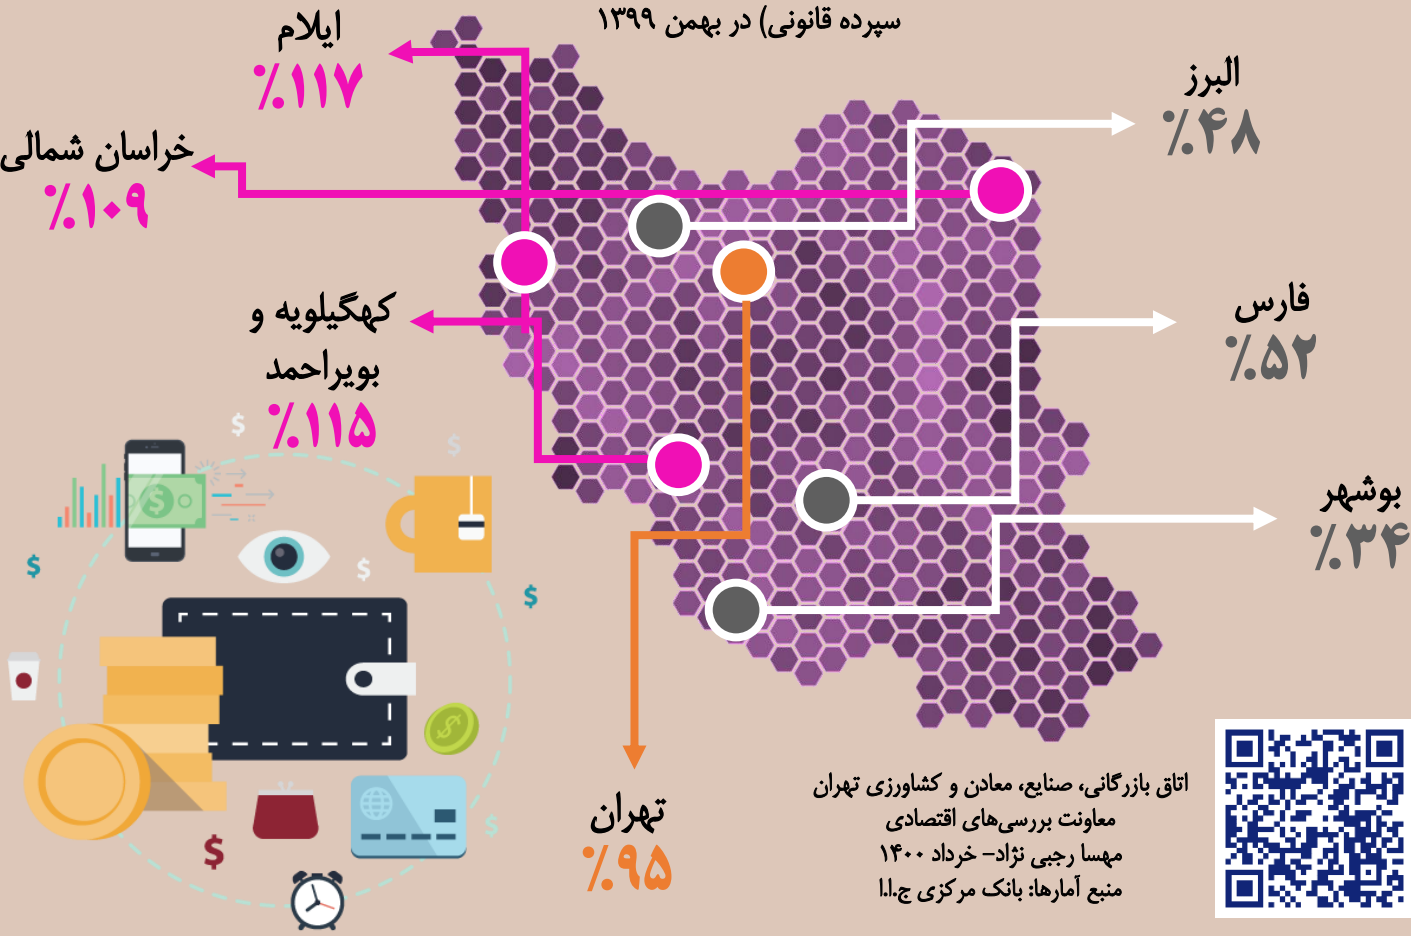 سپرده قانونی) در بهمن ۱۳۹۹
ایلام
٪۱۱۷
البرز
٪۴۸
خراسان شمالی
٪۱۰۹
کهگیلویه و
بویراحمد
٪۱۱۵
فارس
٪۵۲
بوشهر
٪۳۴
تهران
٪۹۵
اتاق بازرگانی، صنایع، معادن و کشاورزی تهران
معاونت بررسی‌های اقتصادی
مهسا رجبی نژاد– خرداد ۱۴۰۰
منبع آمارها: بانک مرکزی ج.ا.ا